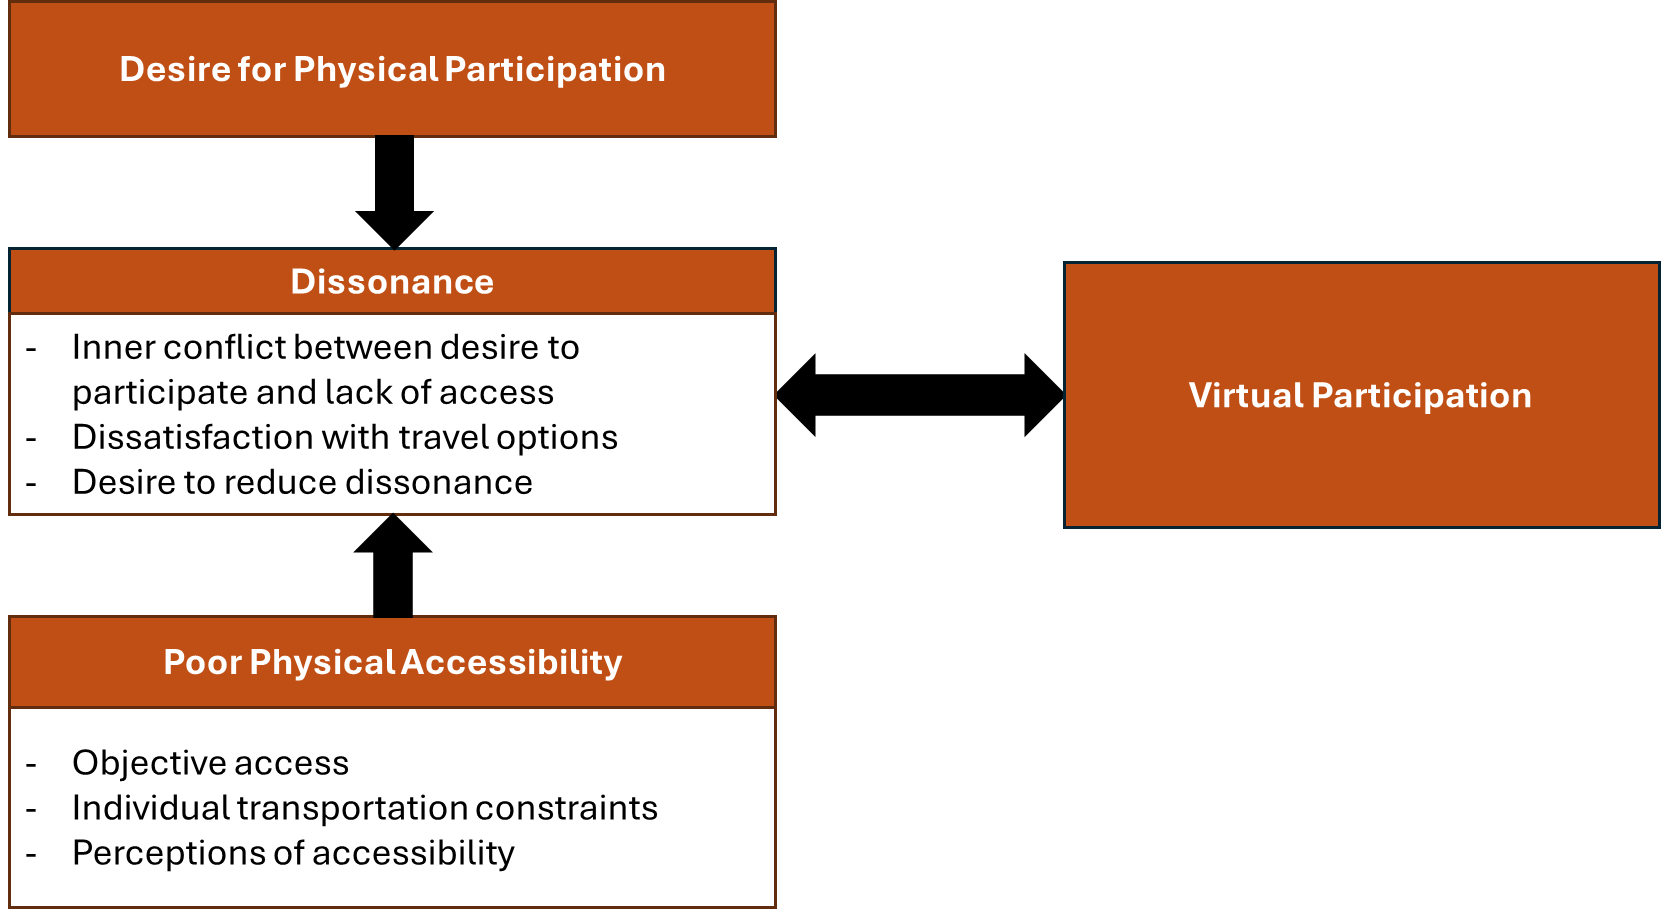 Desire for Physical Participation
Dissonance
- Inner conflict between desire to
participate and lack of access
- Dissatisfaction with travel options
- Desire to reduce dissonance
Virtual Participation
Poor Physical Accessibility
- Objective access
- Individual transportation constraints
- Perceptions of accessibility